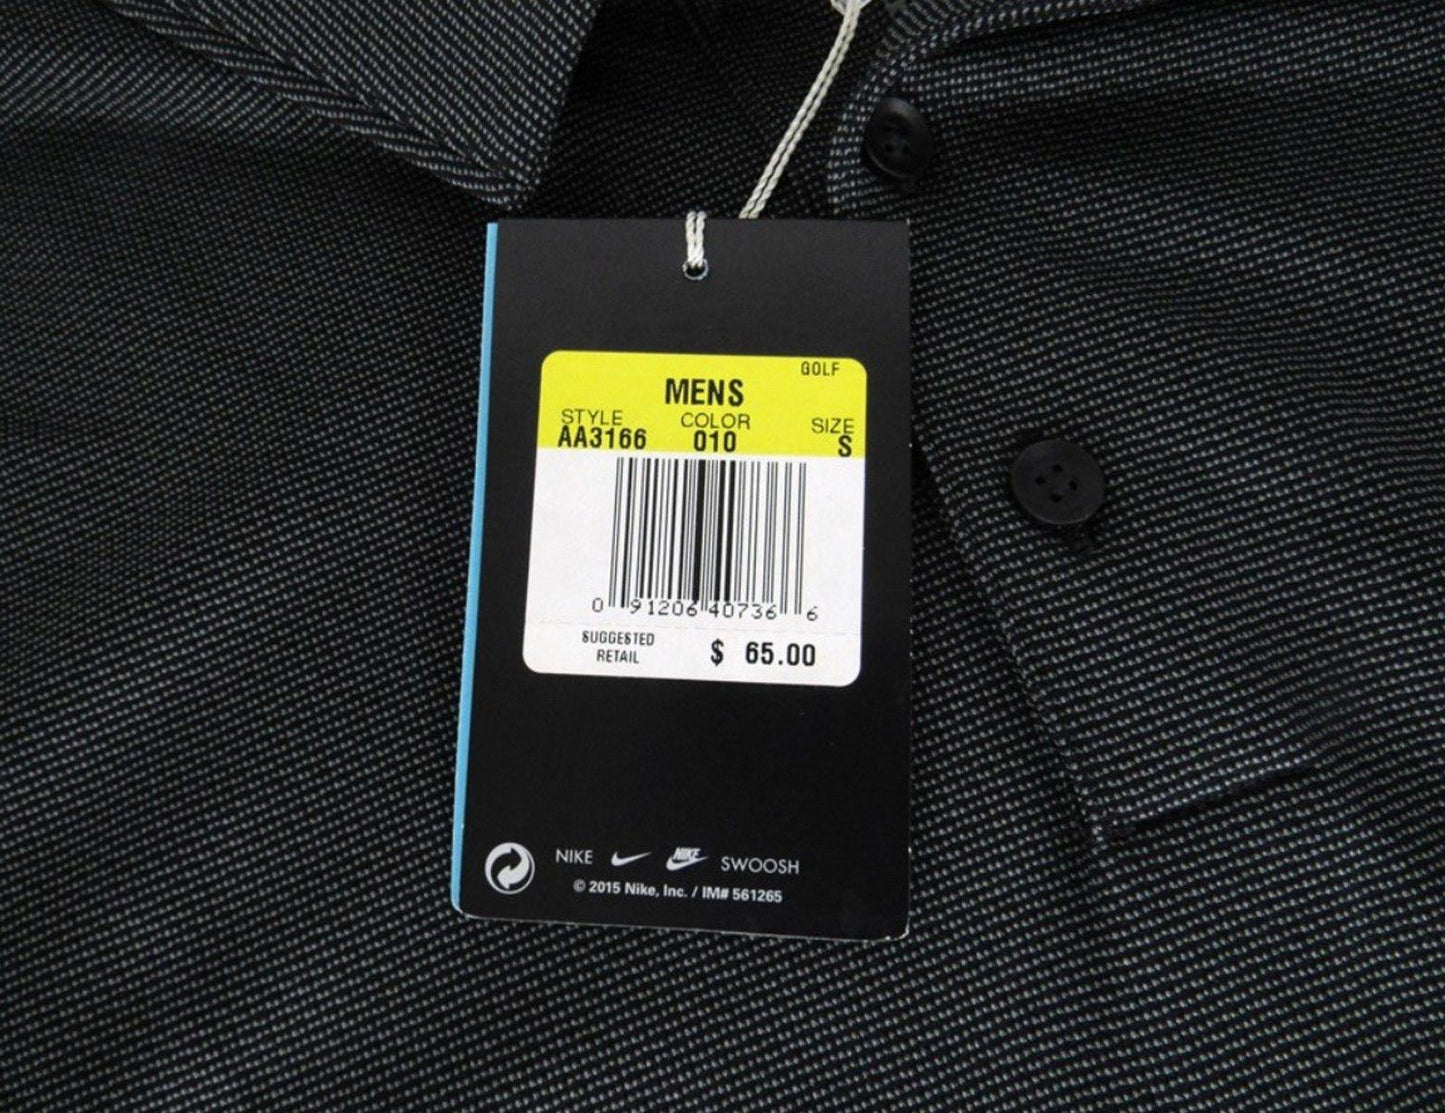 GOLF
MENS
STYLE COLOR SIZE
AA3166 010 S
0 91206 40736 6
SUGGESTED
RETAIL
$ 65.00
NIKE NIKE SWOOSH
© 2015 Nike, Inc. / IM# 561265